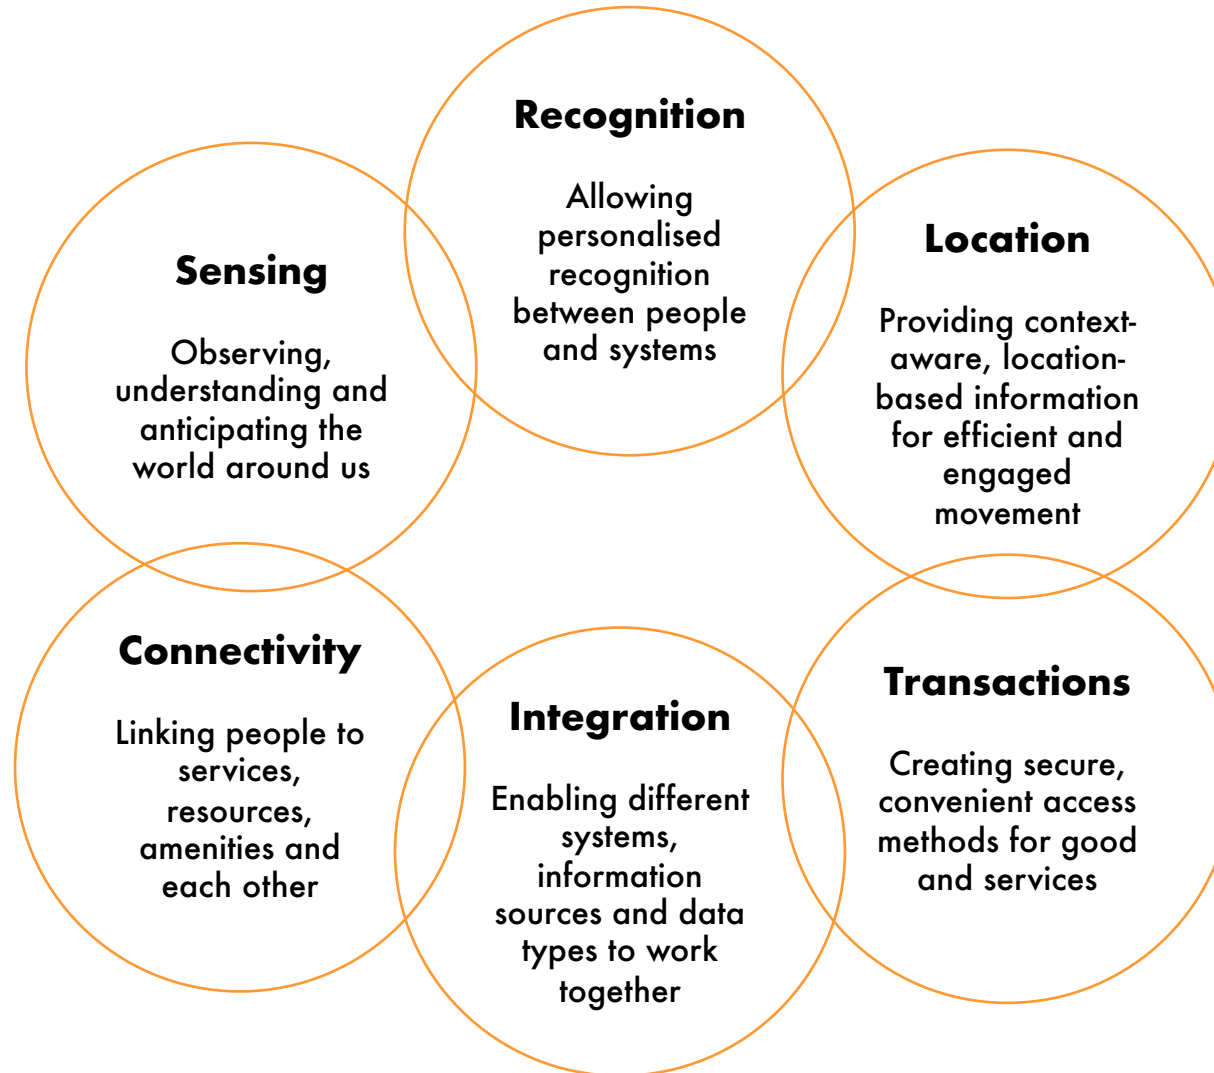 Recognition
Allowing
personalised
recognition
between people
and systems
Sensing
Observing,
understanding and
anticipating the
world around us
Location
Providing context-
aware, location-
based information
for efficient and
engaged
movement
Connectivity
Linking people to
services,
resources,
amenities and
each other
Integration
Enabling different
systems,
information
sources and data
types to work
together
Transactions
Creating secure,
convenient access
methods for good
and services